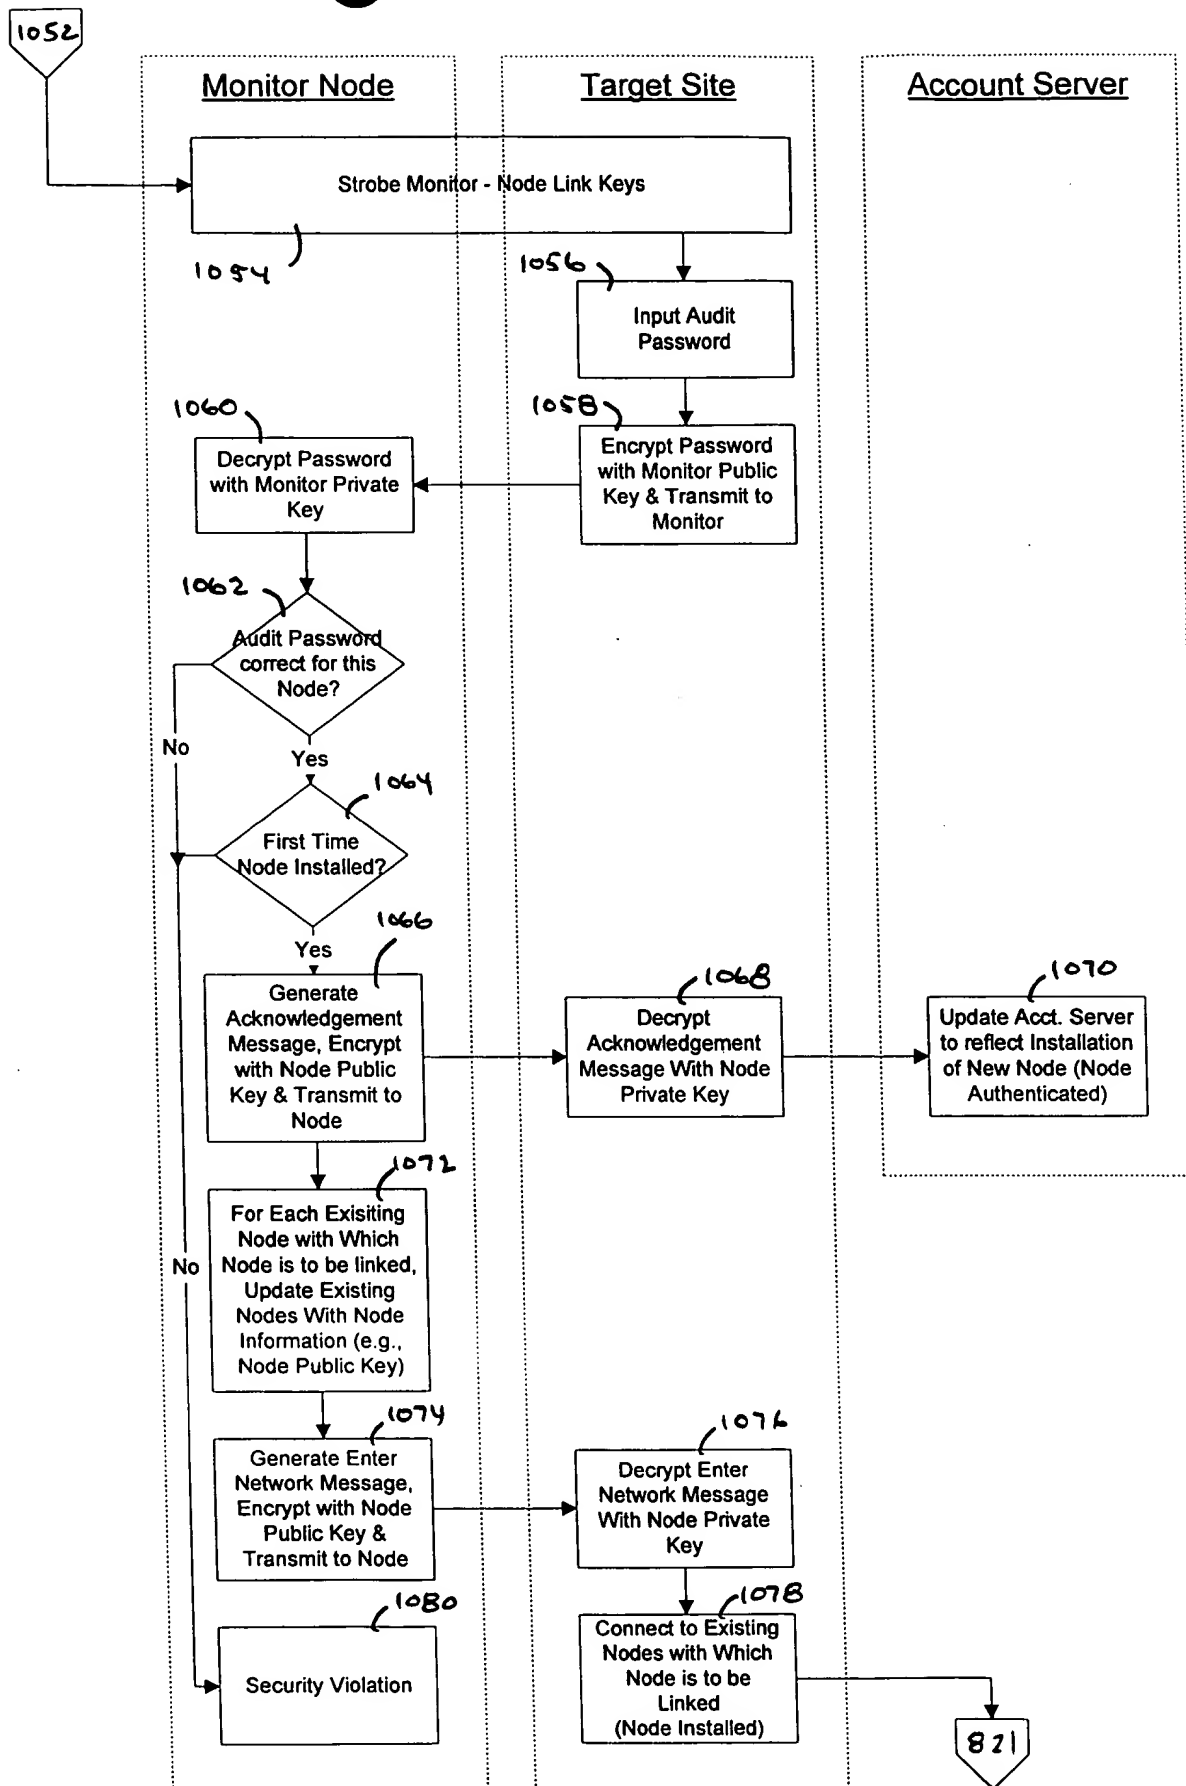 1052
Monitor Node
Target Site
Account Server
Strobe Monitor - Node Link Keys
1054
1056
Input Audit
Password
1058
Encrypt Password
with Monitor Public
Key & Transmit to
Monitor
1060
Decrypt Password
with Monitor Private
Key
1062
Audit Password
correct for this
Node?
No
Yes
1064
First Time
Node Installed?
1066
Yes
Generate
Acknowledgement
Message, Encrypt
with Node Public
Key & Transmit to
Node
1068
Decrypt
Acknowledgement
Message With Node
Private Key
1070
Update Acct. Server
to reflect Installation
of New Node (Node
Authenticated)
1072
For Each Exisiting
Node with Which
Node is to be linked,
Update Existing
Nodes With Node
Information (e.g.,
Node Public Key)
No
1074
Generate Enter
Network Message,
Encrypt with Node
Public Key &
Transmit to Node
1076
Decrypt Enter
Network Message
With Node Private
Key
1078
Connect to Existing
Nodes with Which
Node is to be
Linked
(Node Installed)
1080
Security Violation
821